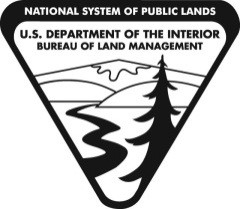 NATIONAL SYSTEM OF PUBLIC LANDS
U.S. DEPARTMENT OF THE INTERIOR
BUREAU OF LAND MANAGEMENT